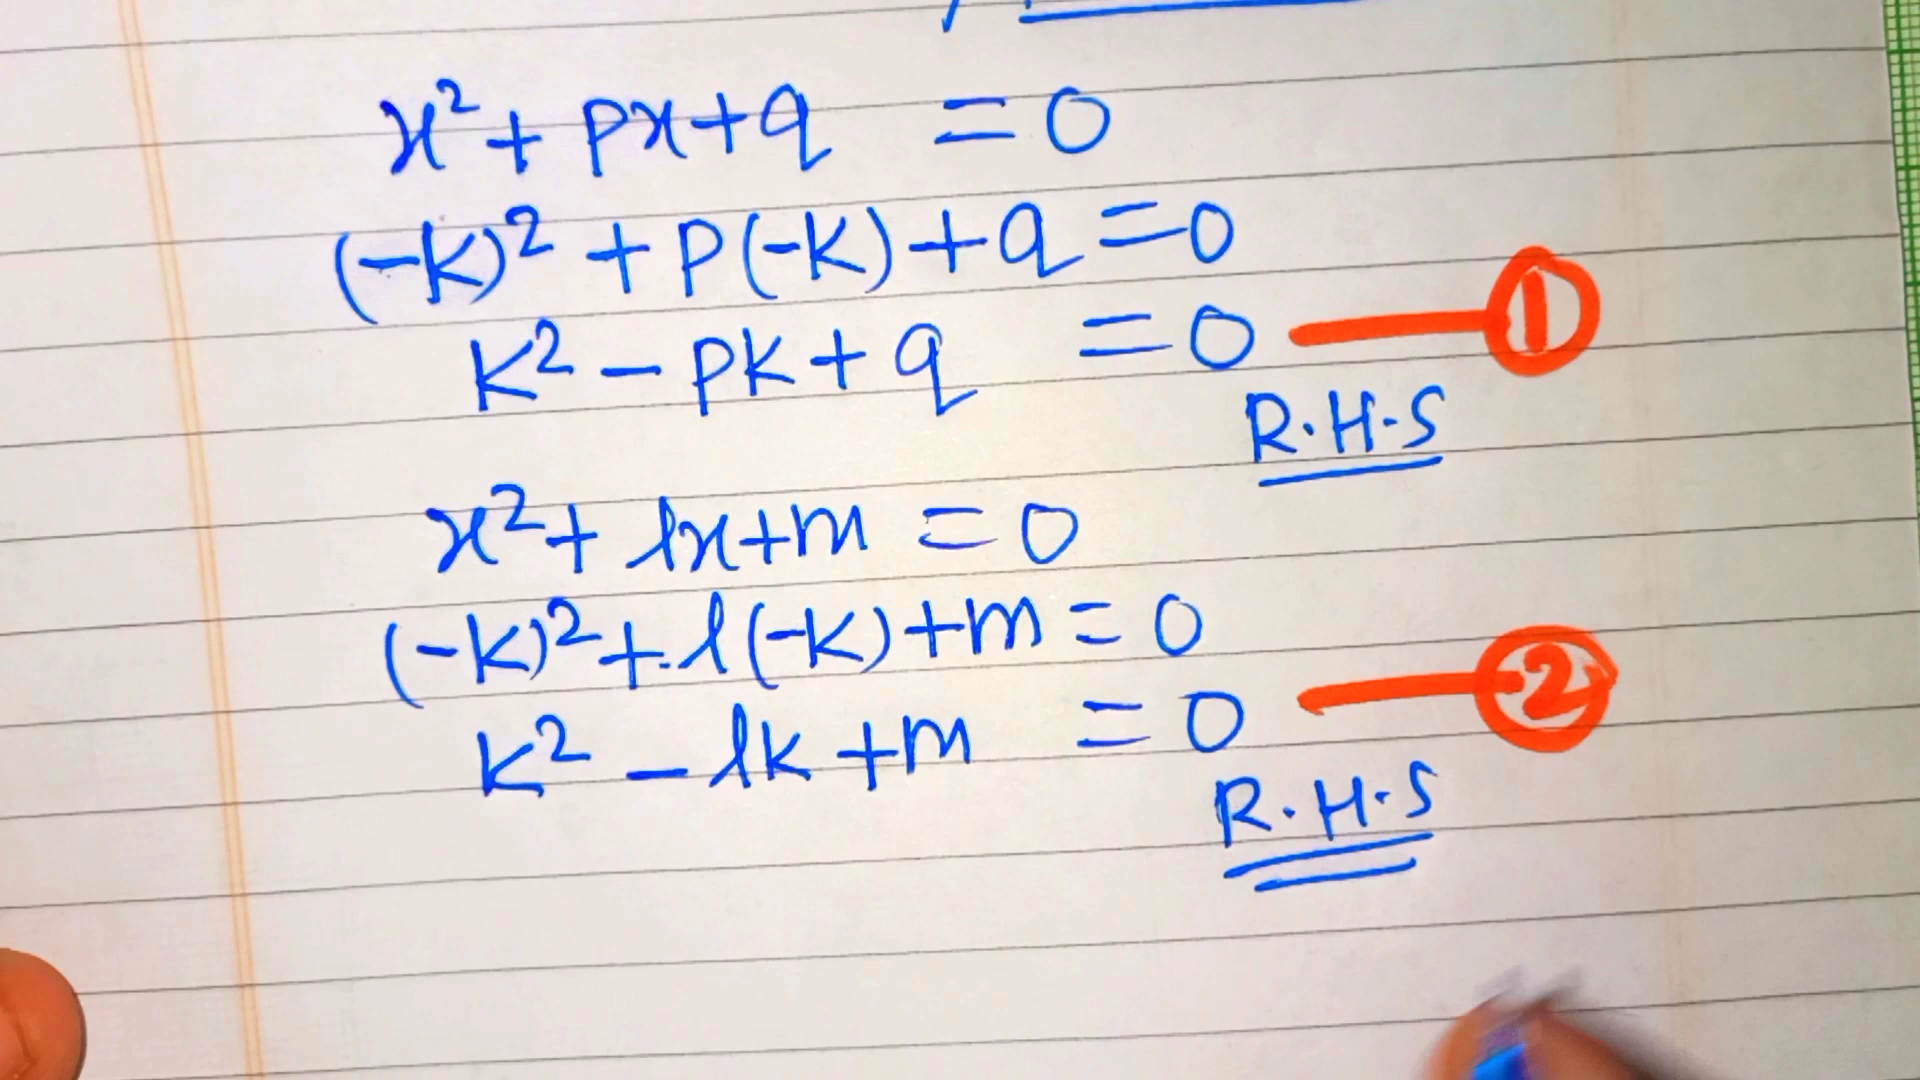 x² + px + q = 0
(-k)² + p(-k) + q = 0
k² - pk + q = 0 — 1
R.H.S
x² + lx + m = 0
(-k)² + l(-k) + m = 0
k² - lk + m = 0 — 2
R.H.S